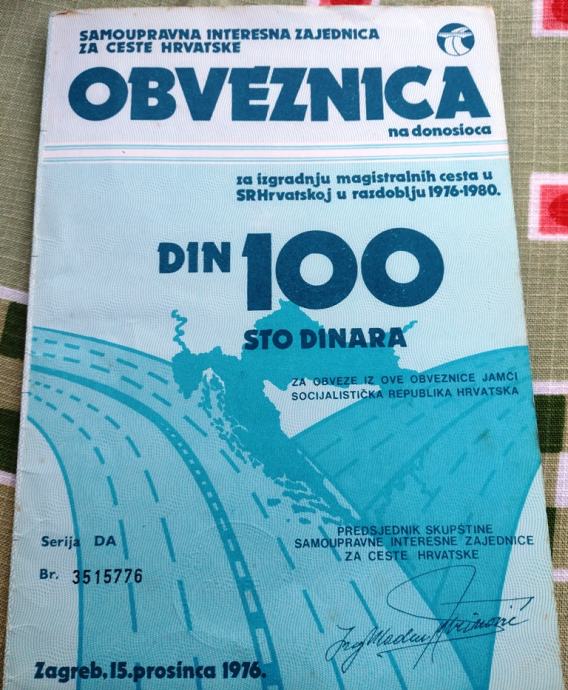 SAMOUPRAVNA INTERESNA ZAJEDNICA
ZA CESTE HRVATSKE
OBVEZNICA
na donosioca
za izgradnju magistralnih cesta u
SRHrvatskoj u razdoblju 1976-1980.
DIN 100
STO DINARA
ZA OBVEZE IZ OVE OBVEZNICE JAMČI
SOCIJALISTIČKA REPUBLIKA HRVATSKA
PREDSJEDNIK SKUPŠTINE
SAMOUPRAVNE INTERESNE ZAJEDNICE
ZA CESTE HRVATSKE
Serija DA
Br. 3515776
Zagreb, 15. prosinca 1976.